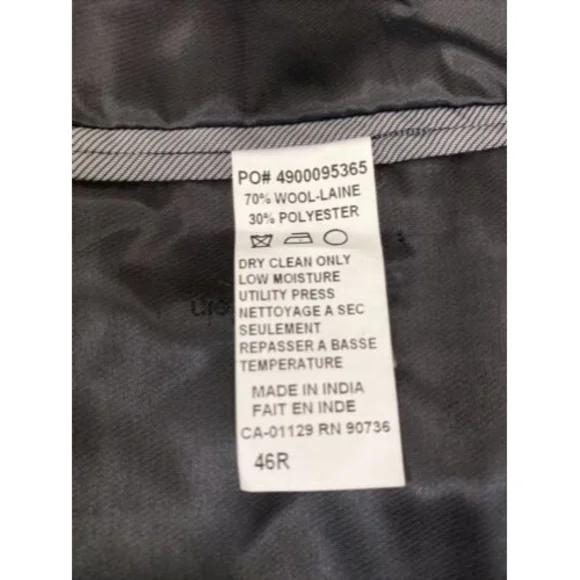 PO# 4900095365
70% WOOL-LAINE
30% POLYESTER
DRY CLEAN ONLY
LOW MOISTURE
UTILITY PRESS
NETTOYAGE A SEC
SEULEMENT
REPASSER A BASSE
TEMPERATURE
MADE IN INDIA
FAIT EN INDE
CA-01129 RN 90736
46R